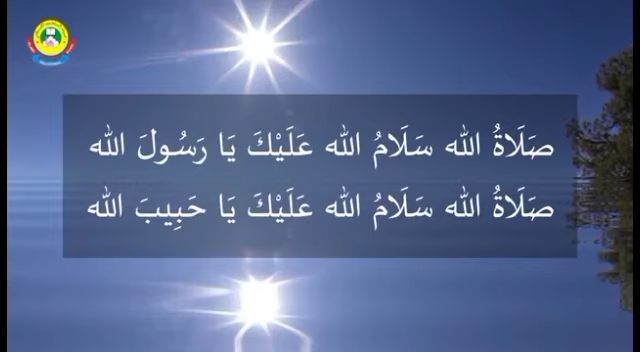 صَلَاةُ الله سَلَامُ الله عَلَيْكَ يَا رَسُولَ الله
صَلَاةُ الله سَلَامُ الله عَلَيْكَ يَا حَبِيبَ الله